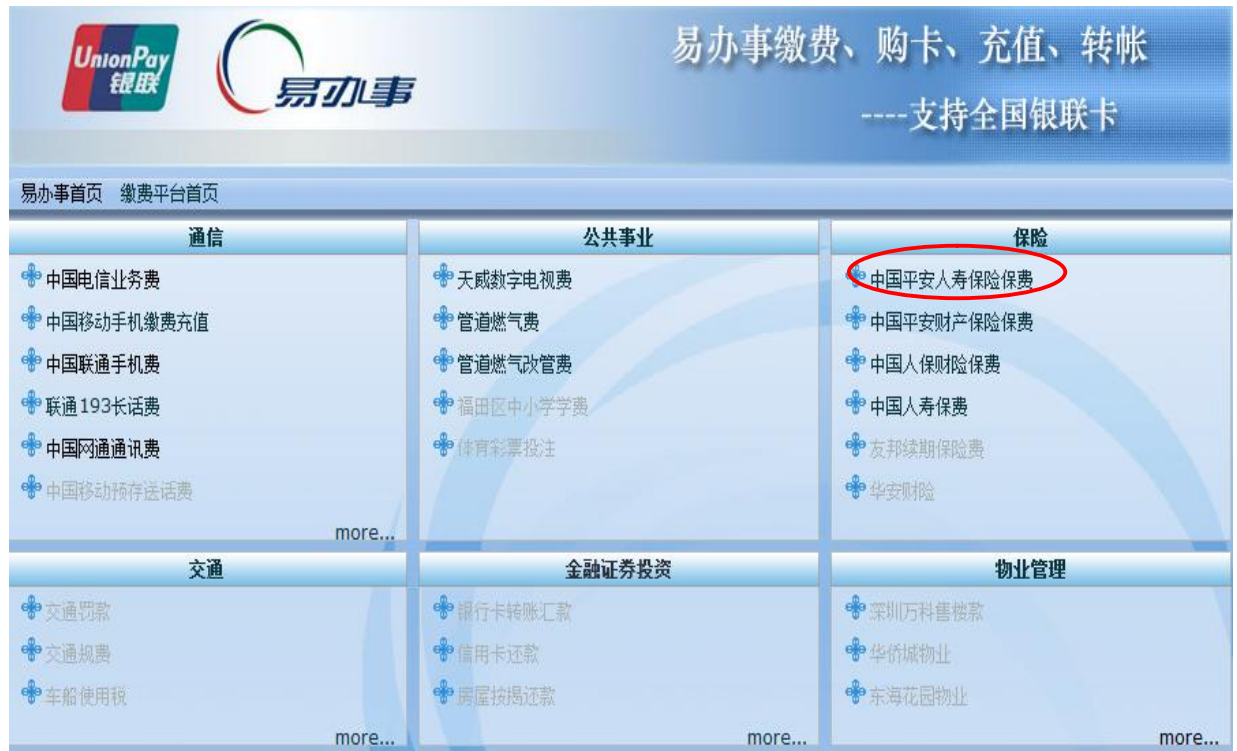 UnionPay
银联
易办事
易办事缴费、购卡、充值、转帐
----支持全国银联卡
易办事首页 缴费平台首页
通信
中国电信业务费
中国移动手机缴费充值
中国联通手机费
联通193长话费
中国网通通讯费
中国移动预存送话费
more...
公共事业
天威数字电视费
管道燃气费
管道燃气改管费
福田区中小学学费
体育彩票投注
保险
中国平安人寿保险保费
中国平安财产保险保费
中国人保财险保费
中国人寿保费
友邦续期保险费
华安财险
交通
交通罚款
交通规费
车船使用税
more...
金融证券投资
银行卡转账汇款
信用卡还款
房屋按揭还款
more...
物业管理
深圳万科售楼款
华侨城物业
东海花园物业
more...